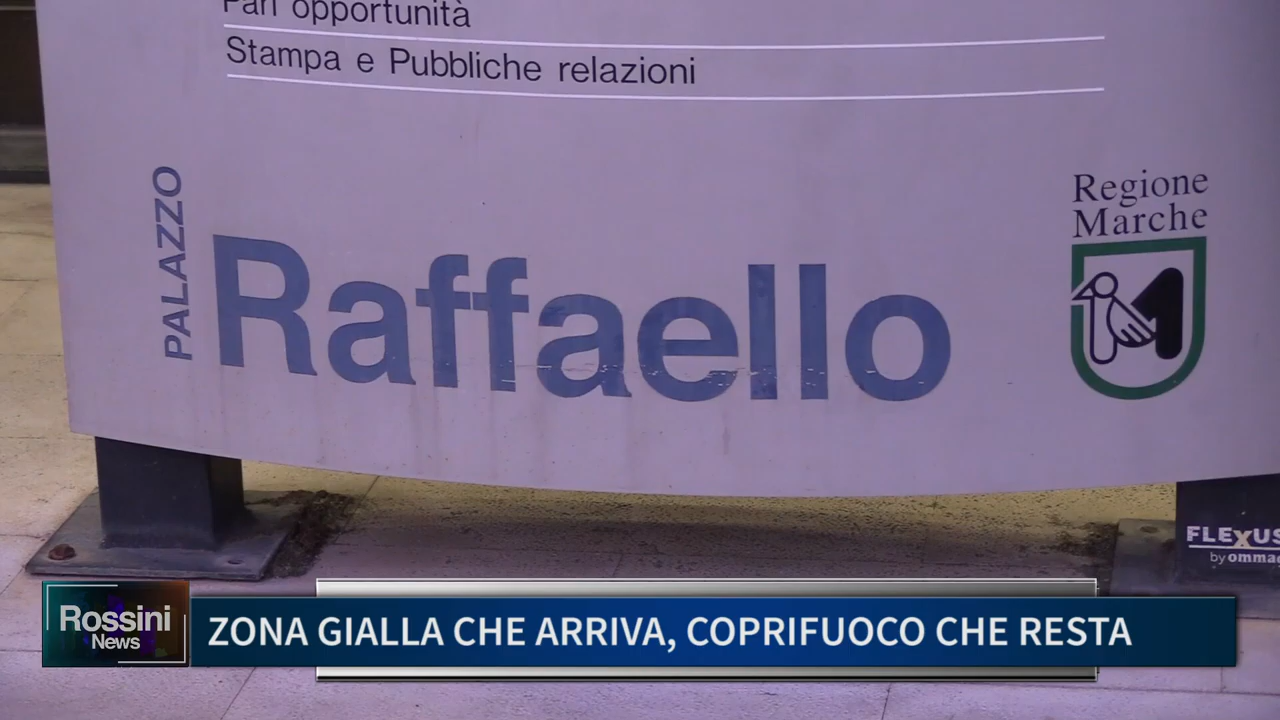 Pari opportunità
Stampa e Pubbliche relazioni
PALAZZO
Raffaello
Regione
Marche
FLEXUS
by omma
Rossini
News
ZONA GIALLA CHE ARRIVA, COPRIFUOCO CHE RESTA